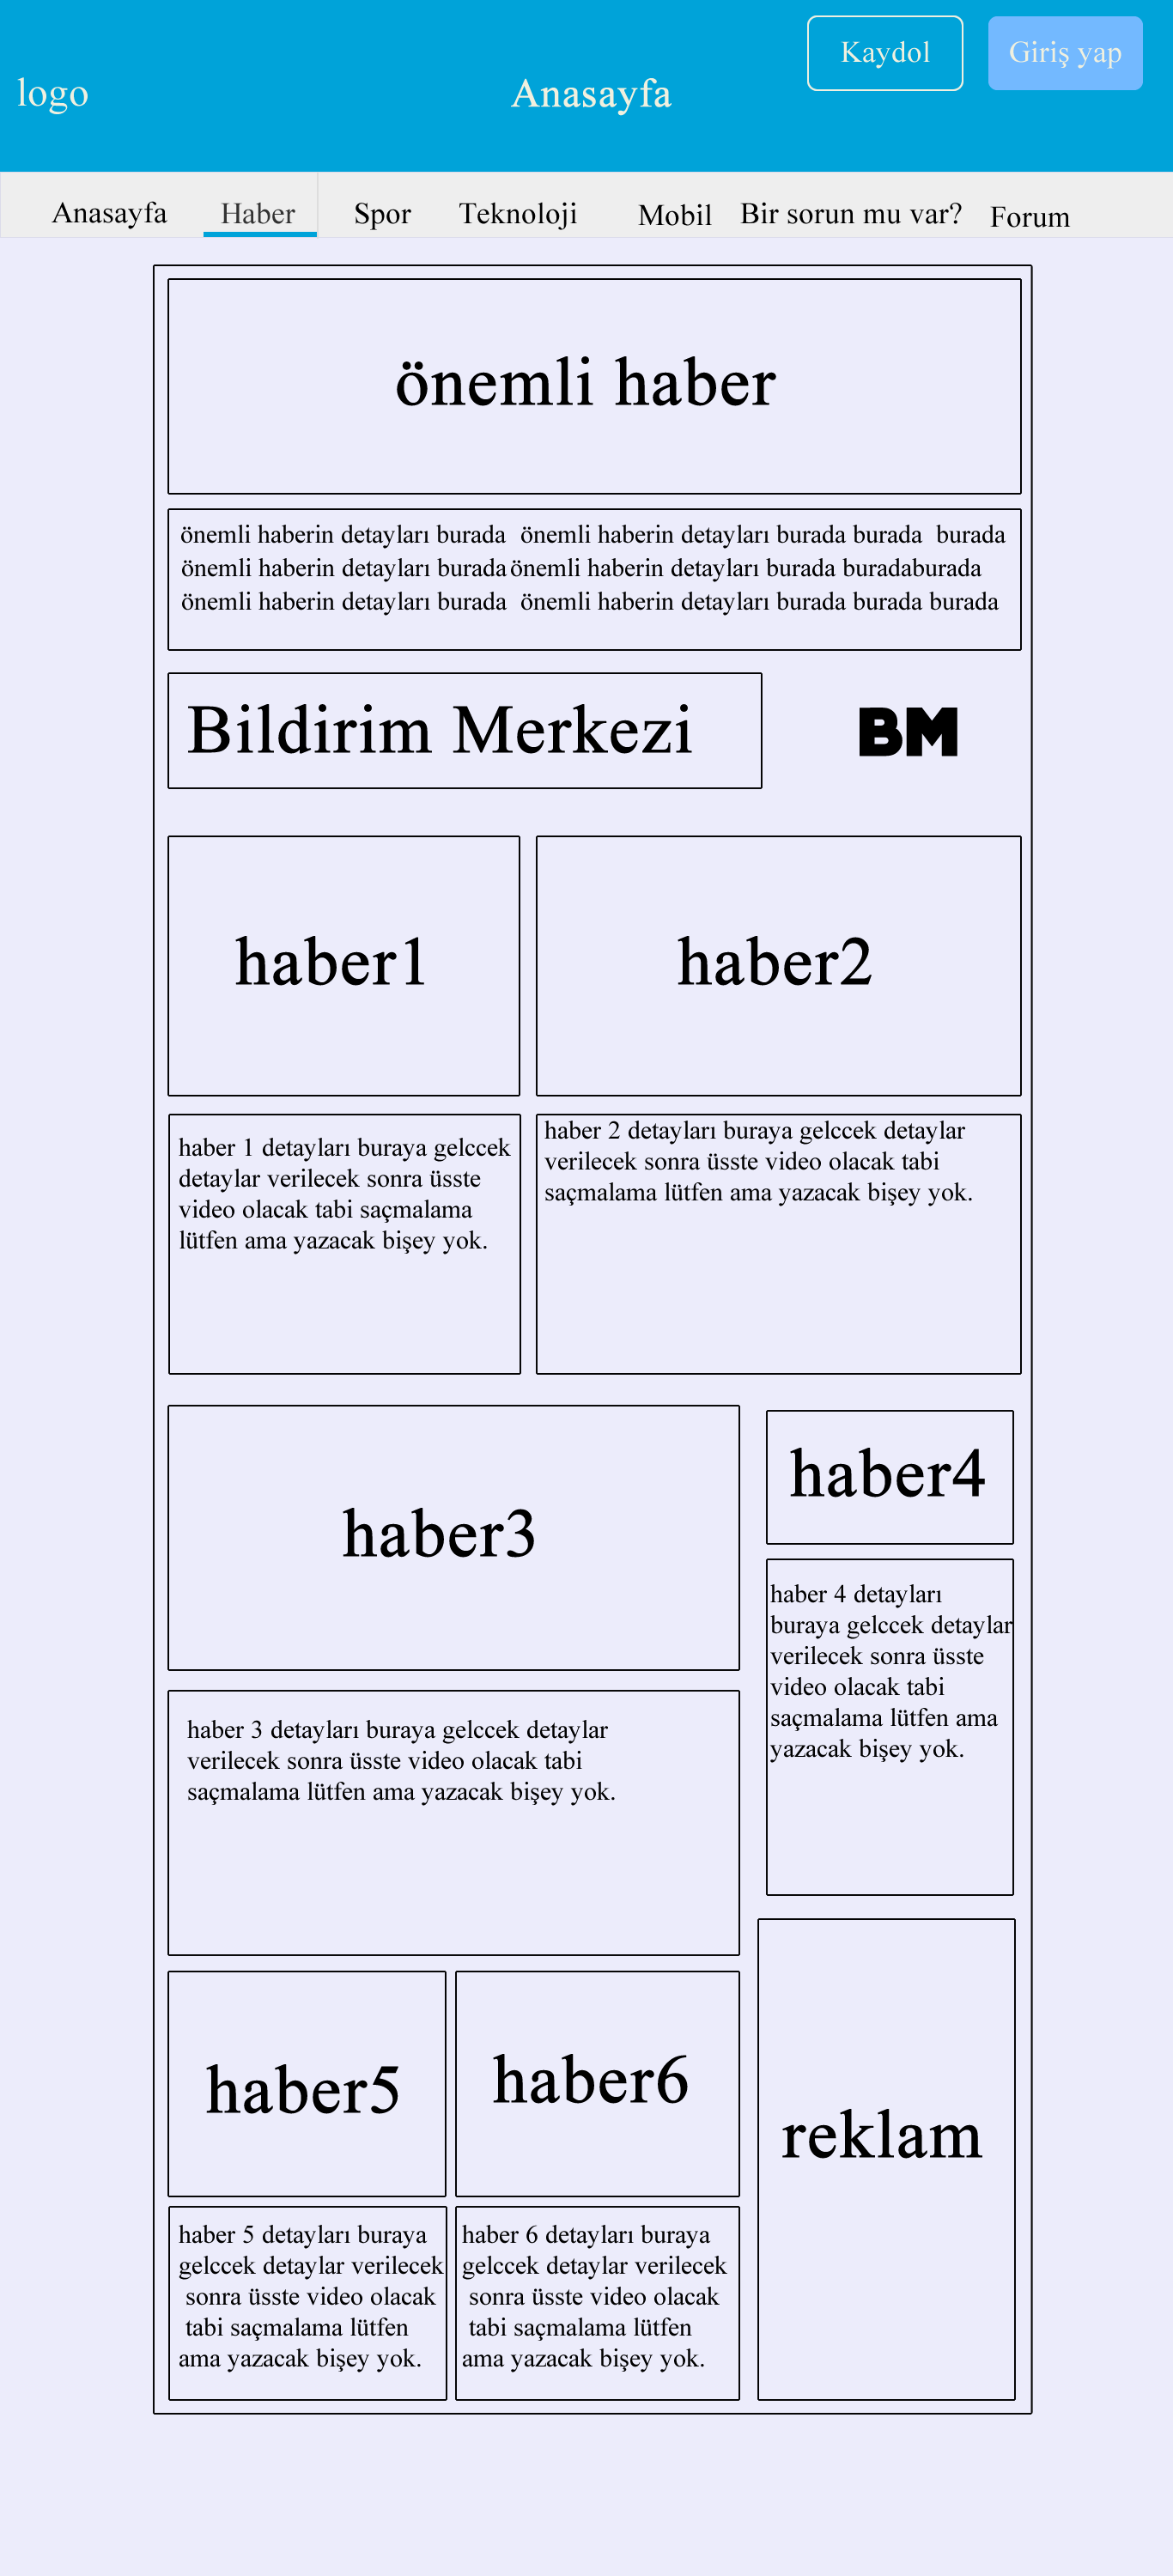 logo
Anasayfa
Kaydol
Giriş yap
Anasayfa Haber Spor Teknoloji Mobil Bir sorun mu var? Forum
önemli haber
önemli haberin detayları burada önemli haberin detayları burada burada burada
önemli haberin detayları burada önemli haberin detayları burada buradaburada
önemli haberin detayları burada önemli haberin detayları burada burada burada
Bildirim Merkezi
BM
haber1
haber2
haber 1 detayları buraya gelccek
detaylar verilecek sonra üsste
video olacak tabi saçmalama
lütfen ama yazacak bişey yok.
haber 2 detayları buraya gelccek detaylar
verilecek sonra üsste video olacak tabi
saçmalama lütfen ama yazacak bişey yok.
haber3
haber4
haber 4 detayları
buraya gelccek detaylar
verilecek sonra üsste
video olacak tabi
saçmalama lütfen ama
yazacak bişey yok.
haber 3 detayları buraya gelccek detaylar
verilecek sonra üsste video olacak tabi
saçmalama lütfen ama yazacak bişey yok.
haber5
haber6
reklam
haber 5 detayları buraya
gelccek detaylar verilecek
sonra üsste video olacak
tabi saçmalama lütfen
ama yazacak bişey yok.
haber 6 detayları buraya
gelccek detaylar verilecek
sonra üsste video olacak
tabi saçmalama lütfen
ama yazacak bişey yok.